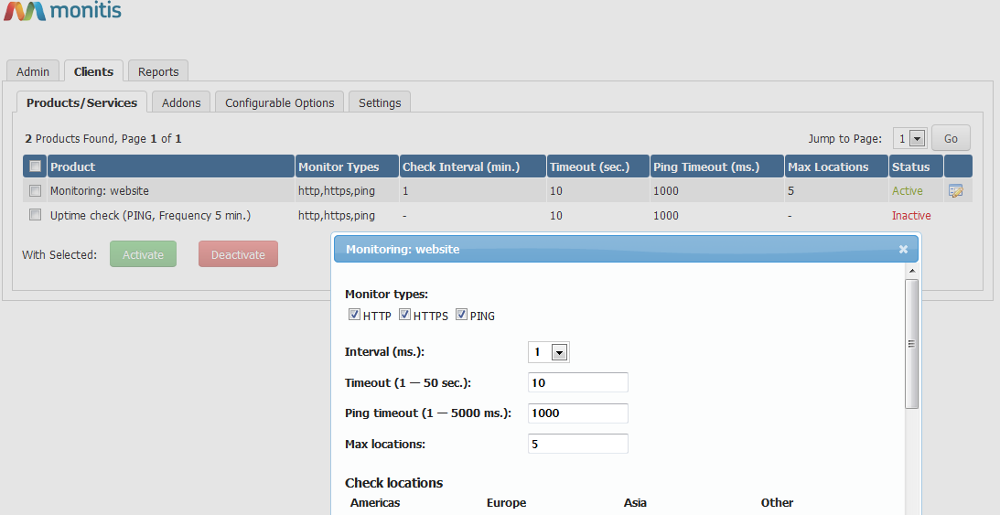 monitis
Admin Clients Reports
Products/Services Addons Configurable Options Settings
2 Products Found, Page 1 of 1 Jump to Page: 1 Go
Product Monitor Types Check Interval (min.) Timeout (sec.) Ping Timeout (ms.) Max Locations Status
Monitoring: website http,https,ping 1 10 1000 5 Active
Uptime check (PING, Frequency 5 min.) http,https,ping - 10 1000 - Inactive
With Selected: Activate Deactivate
Monitoring: website
Monitor types:
HTTP HTTPS PING
Interval (ms.): 1
Timeout (1 — 50 sec.): 10
Ping timeout (1 — 5000 ms.): 1000
Max locations: 5
Check locations
Americas Europe Asia Other